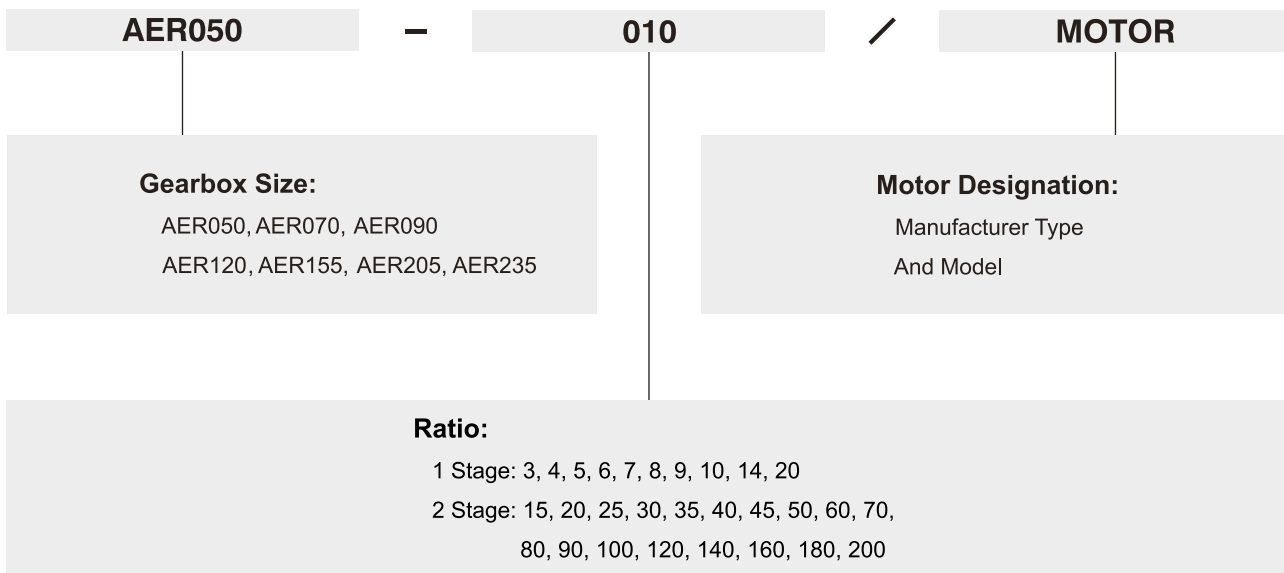 AER050 - 010 / MOTOR
Gearbox Size:
AER050, AER070, AER090
AER120, AER155, AER205, AER235
Motor Designation:
Manufacturer Type
And Model
Ratio:
1 Stage: 3, 4, 5, 6, 7, 8, 9, 10, 14, 20
2 Stage: 15, 20, 25, 30, 35, 40, 45, 50, 60, 70,
80, 90, 100, 120, 140, 160, 180, 200